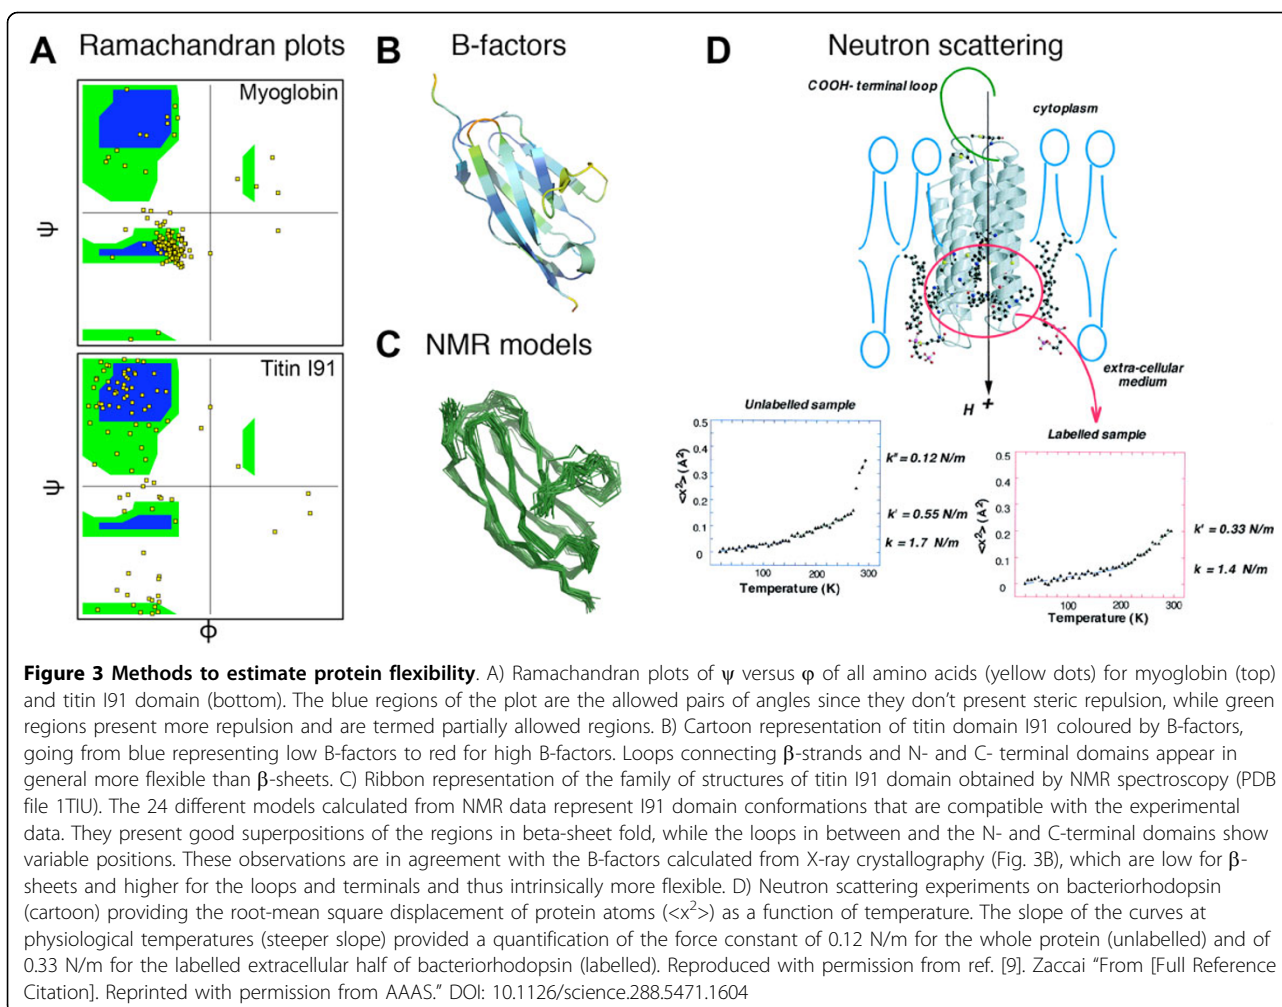 A Ramachandran plots
Myoglobin
ψ
Titin I91
ψ
Φ
B B-factors
C NMR models
D Neutron scattering
COOH- terminal loop
cytoplasm
extra-cellular
medium
H +
Unlabelled sample
<x²> (Å²)
0.5
0.4
0.3
0.2
0.1
0
100
200
300
Temperature (K)
k" = 0.12 N/m
k' = 0.55 N/m
k = 1.7 N/m
Labelled sample
<x²> (Å²)
0.5
0.4
0.3
0.2
0.1
0
100
200
300
Temperature (K)
k' = 0.33 N/m
k = 1.4 N/m
Figure 3 Methods to estimate protein flexibility. A) Ramachandran plots of ψ versus φ of all amino acids (yellow dots) for myoglobin (top)
and titin I91 domain (bottom). The blue regions of the plot are the allowed pairs of angles since they don’t present steric repulsion, while green
regions present more repulsion and are termed partially allowed regions. B) Cartoon representation of titin domain I91 coloured by B-factors,
going from blue representing low B-factors to red for high B-factors. Loops connecting β-strands and N- and C- terminal domains appear in
general more flexible than β-sheets. C) Ribbon representation of the family of structures of titin I91 domain obtained by NMR spectroscopy (PDB
file 1TIU). The 24 different models calculated from NMR data represent I91 domain conformations that are compatible with the experimental
data. They present good superpositions of the regions in beta-sheet fold, while the loops in between and the N- and C-terminal domains show
variable positions. These observations are in agreement with the B-factors calculated from X-ray crystallography (Fig. 3B), which are low for β-
sheets and higher for the loops and terminals and thus intrinsically more flexible. D) Neutron scattering experiments on bacteriorhodopsin
(cartoon) providing the root-mean square displacement of protein atoms (<x²>) as a function of temperature. The slope of the curves at
physiological temperatures (steeper slope) provided a quantification of the force constant of 0.12 N/m for the whole protein (unlabelled) and of
0.33 N/m for the labelled extracellular half of bacteriorhodopsin (labelled). Reproduced with permission from ref. [9]. Zaccai “From [Full Reference
Citation]. Reprinted with permission from AAAS.” DOI: 10.1126/science.288.5471.1604